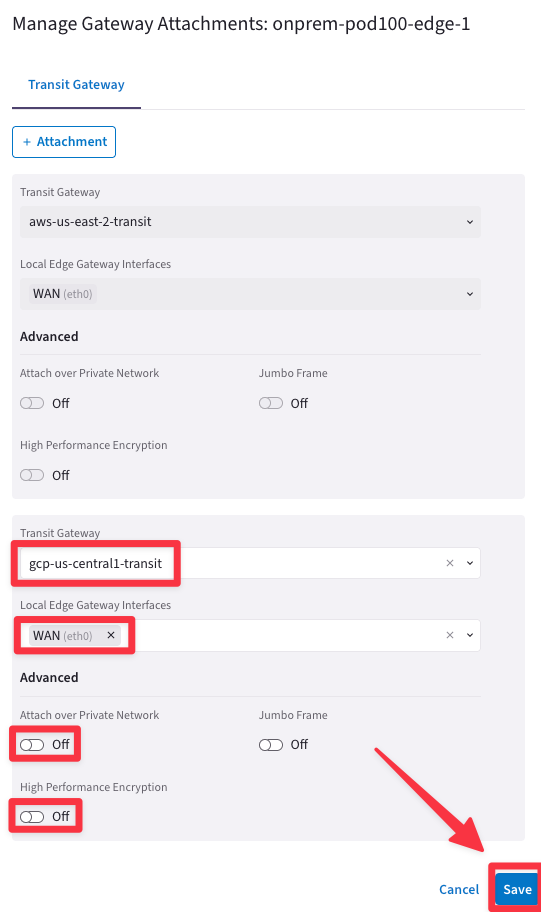 Manage Gateway Attachments: onprem-pod100-edge-1
Transit Gateway
+ Attachment
Transit Gateway
aws-us-east-2-transit
Local Edge Gateway Interfaces
WAN (eth0)
Advanced
Attach over Private Network Jumbo Frame
Off Off
High Performance Encryption
Off
Transit Gateway
gcp-us-central1-transit
Local Edge Gateway Interfaces
WAN (eth0)
Advanced
Attach over Private Network Jumbo Frame
Off Off
High Performance Encryption
Off
Cancel Save